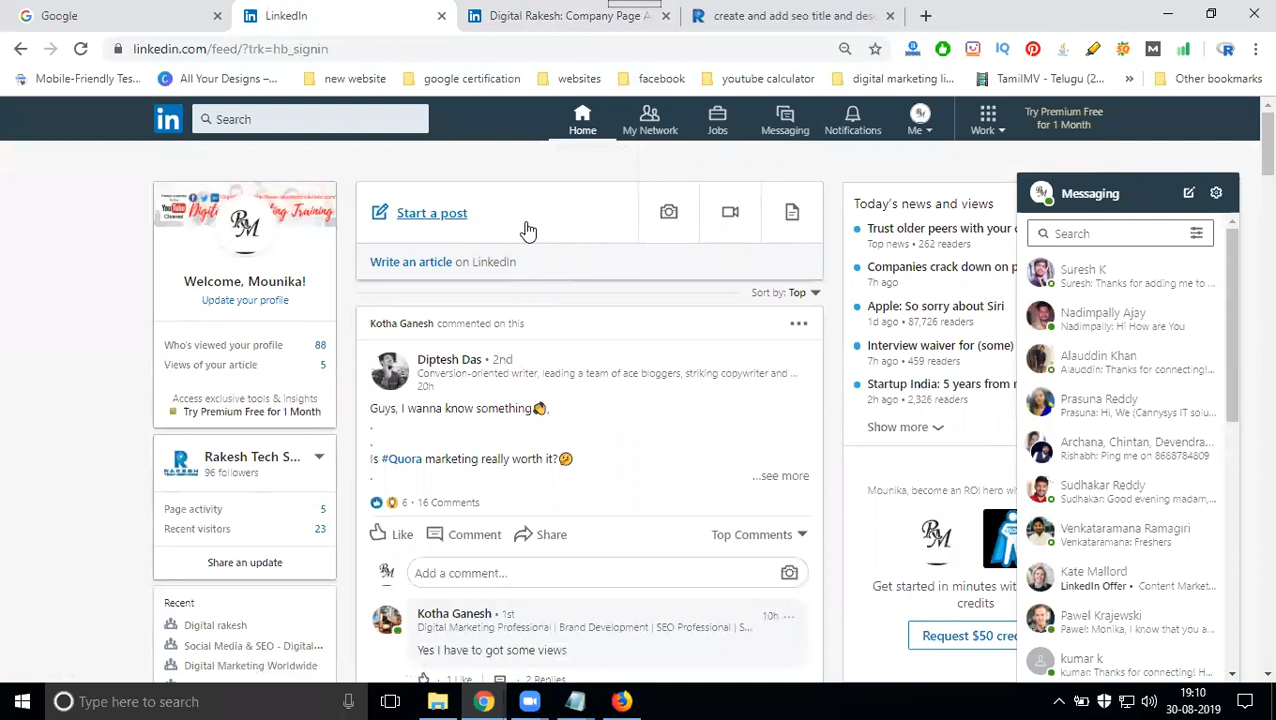 Google
LinkedIn
Digital Rakesh: Company Page A
create and add seo title and des
linkedin.com/feed/?trk=hb_signin
Mobile-Friendly Tes...
All Your Designs –...
new website
google certification
websites
facebook
youtube calculator
digital marketing li...
TamilMV - Telugu (2...
Other bookmarks
Search
Home
My Network
Jobs
Messaging
Notifications
Me
Work
Try Premium Free
for 1 Month
Welcome, Mounika!
Update your profile
Who's viewed your profile 88
Views of your article 5
Access exclusive tools & insights
Try Premium Free for 1 Month
Rakesh Tech S...
96 followers
Page activity 5
Recent visitors 23
Share an update
Recent
Digital rakesh
Social Media & SEO - Digital...
Digital Marketing Worldwide
Start a post
Write an article on LinkedIn
Sort by: Top
Kotha Ganesh commented on this
Diptesh Das • 2nd
Conversion-oriented writer, leading a team of ace bloggers, striking copywriter and ...
20h
Guys, I wanna know something👏,
.
.
Is #Quora marketing really worth it?🤔
.
...see more
6 • 16 Comments
Like
Comment
Share
Top Comments
Add a comment...
Kotha Ganesh • 1st
10h
Digital Marketing Professional | Brand Development | SEO Professional | S...
Yes I have to got some views
1 Like
2 Replies
Today's news and views
Trust older peers with your
Top news • 262 readers
Companies crack down on p
7h ago
Apple: So sorry about Siri
1d ago • 87,726 readers
Interview waiver for (some)
7h ago • 459 readers
Startup India: 5 years from
2h ago • 2,326 readers
Show more
Mounika, become an ROI hero wi
Get started in minutes wi
credits
Request $50 cre
Messaging
Search
Suresh K
Suresh: Thanks for adding me to ...
Nadimpally Ajay
Nadimpally: Hi! How are You
Alauddin Khan
Alauddin: Thanks for connecting!...
Prasuna Reddy
Prasuna: Hi, We (Cannysys IT solu...
Archana, Chintan, Devendra...
Rishabh: Ping me on 8688784809
Sudhakar Reddy
Sudhakar: Good evening madam,...
Venkataramana Ramagiri
Venkataramana: Freshers
Kate Mallord
LinkedIn Offer • Content Market...
Pawel Krajewski
Pawel: Monika, I know that you a...
kumar k
kumar: Thanks for connecting! H...
Type here to search
19:10
30-08-2019